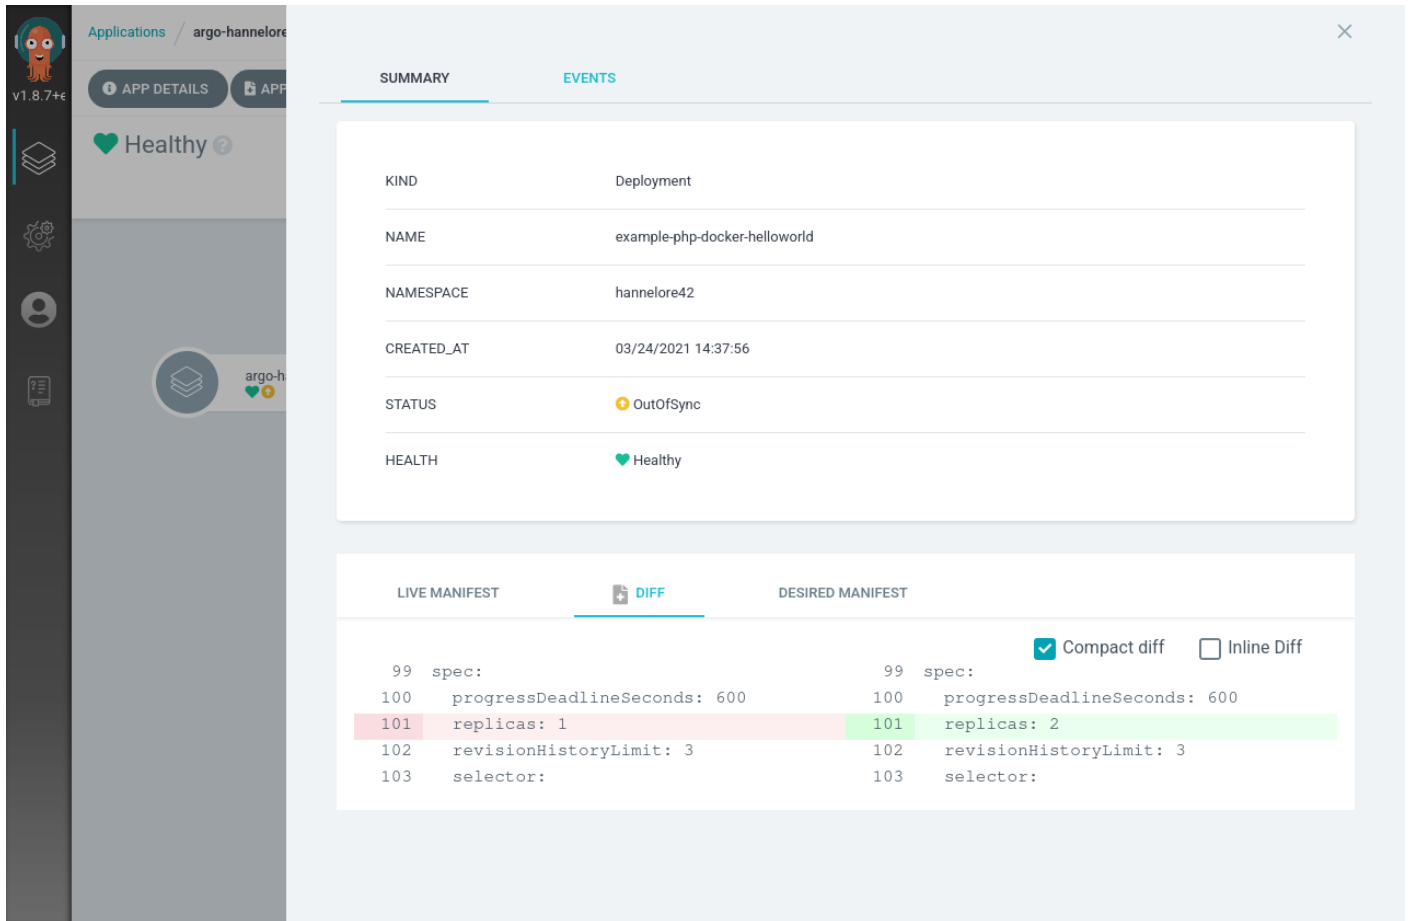 Applications / argo-hannelore
v1.8.7+e
APP DETAILS
APP
Healthy
argo-h
SUMMARY
EVENTS
KIND Deployment
NAME example-php-docker-helloworld
NAMESPACE hannelore42
CREATED_AT 03/24/2021 14:37:56
STATUS OutOfSync
HEALTH Healthy
LIVE MANIFEST
DIFF
DESIRED MANIFEST
Compact diff
Inline Diff
99 spec: 99 spec:
100 progressDeadlineSeconds: 600 100 progressDeadlineSeconds: 600
101 replicas: 1 101 replicas: 2
102 revisionHistoryLimit: 3 102 revisionHistoryLimit: 3
103 selector: 103 selector: